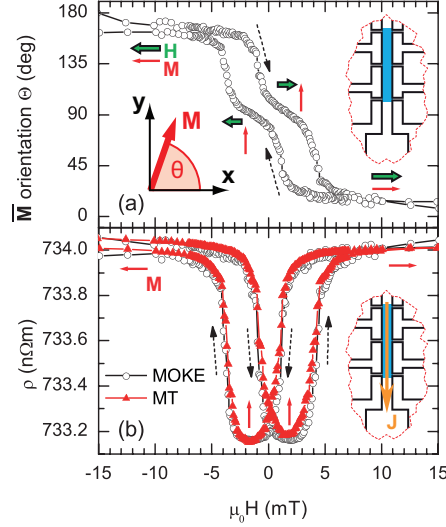 180
135
90
45
0
M̅ orientation Θ (deg)
H
M
y
M
θ
x
(a)
734.0
733.8
733.6
733.4
733.2
ρ (nΩm)
M
MOKE
MT
(b)
J
-15 -10 -5 0 5 10 15
μ₀H (mT)